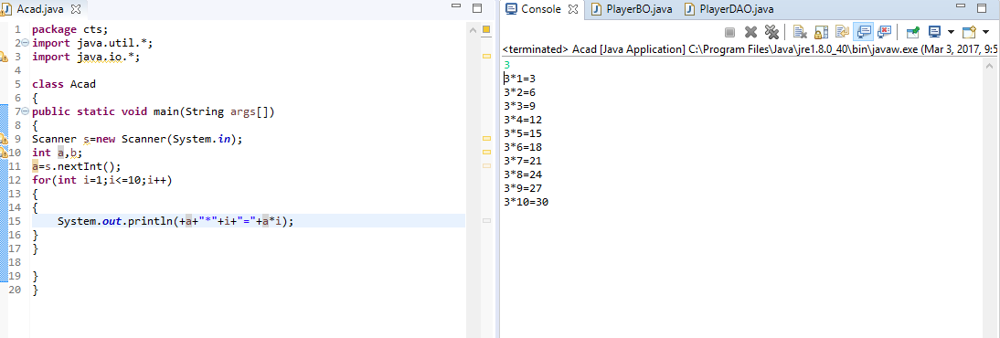 Acad.java
1 package cts;
2 import java.util.*;
3 import java.io.*;
4
5 class Acad
6 {
7 public static void main(String args[])
8 {
9 Scanner s=new Scanner(System.in);
10 int a,b;
11 a=s.nextInt();
12 for(int i=1;i<=10;i++)
13 {
14 {
15     System.out.println(+a+"*"+i+"="+a*i);
16 }
17 }
18
19 }
20 }
Console PlayerBO.java PlayerDAO.java
<terminated> Acad [Java Application] C:\Program Files\Java\jre1.8.0_40\bin\javaw.exe (Mar 3, 2017, 9:5
3
3*1=3
3*2=6
3*3=9
3*4=12
3*5=15
3*6=18
3*7=21
3*8=24
3*9=27
3*10=30